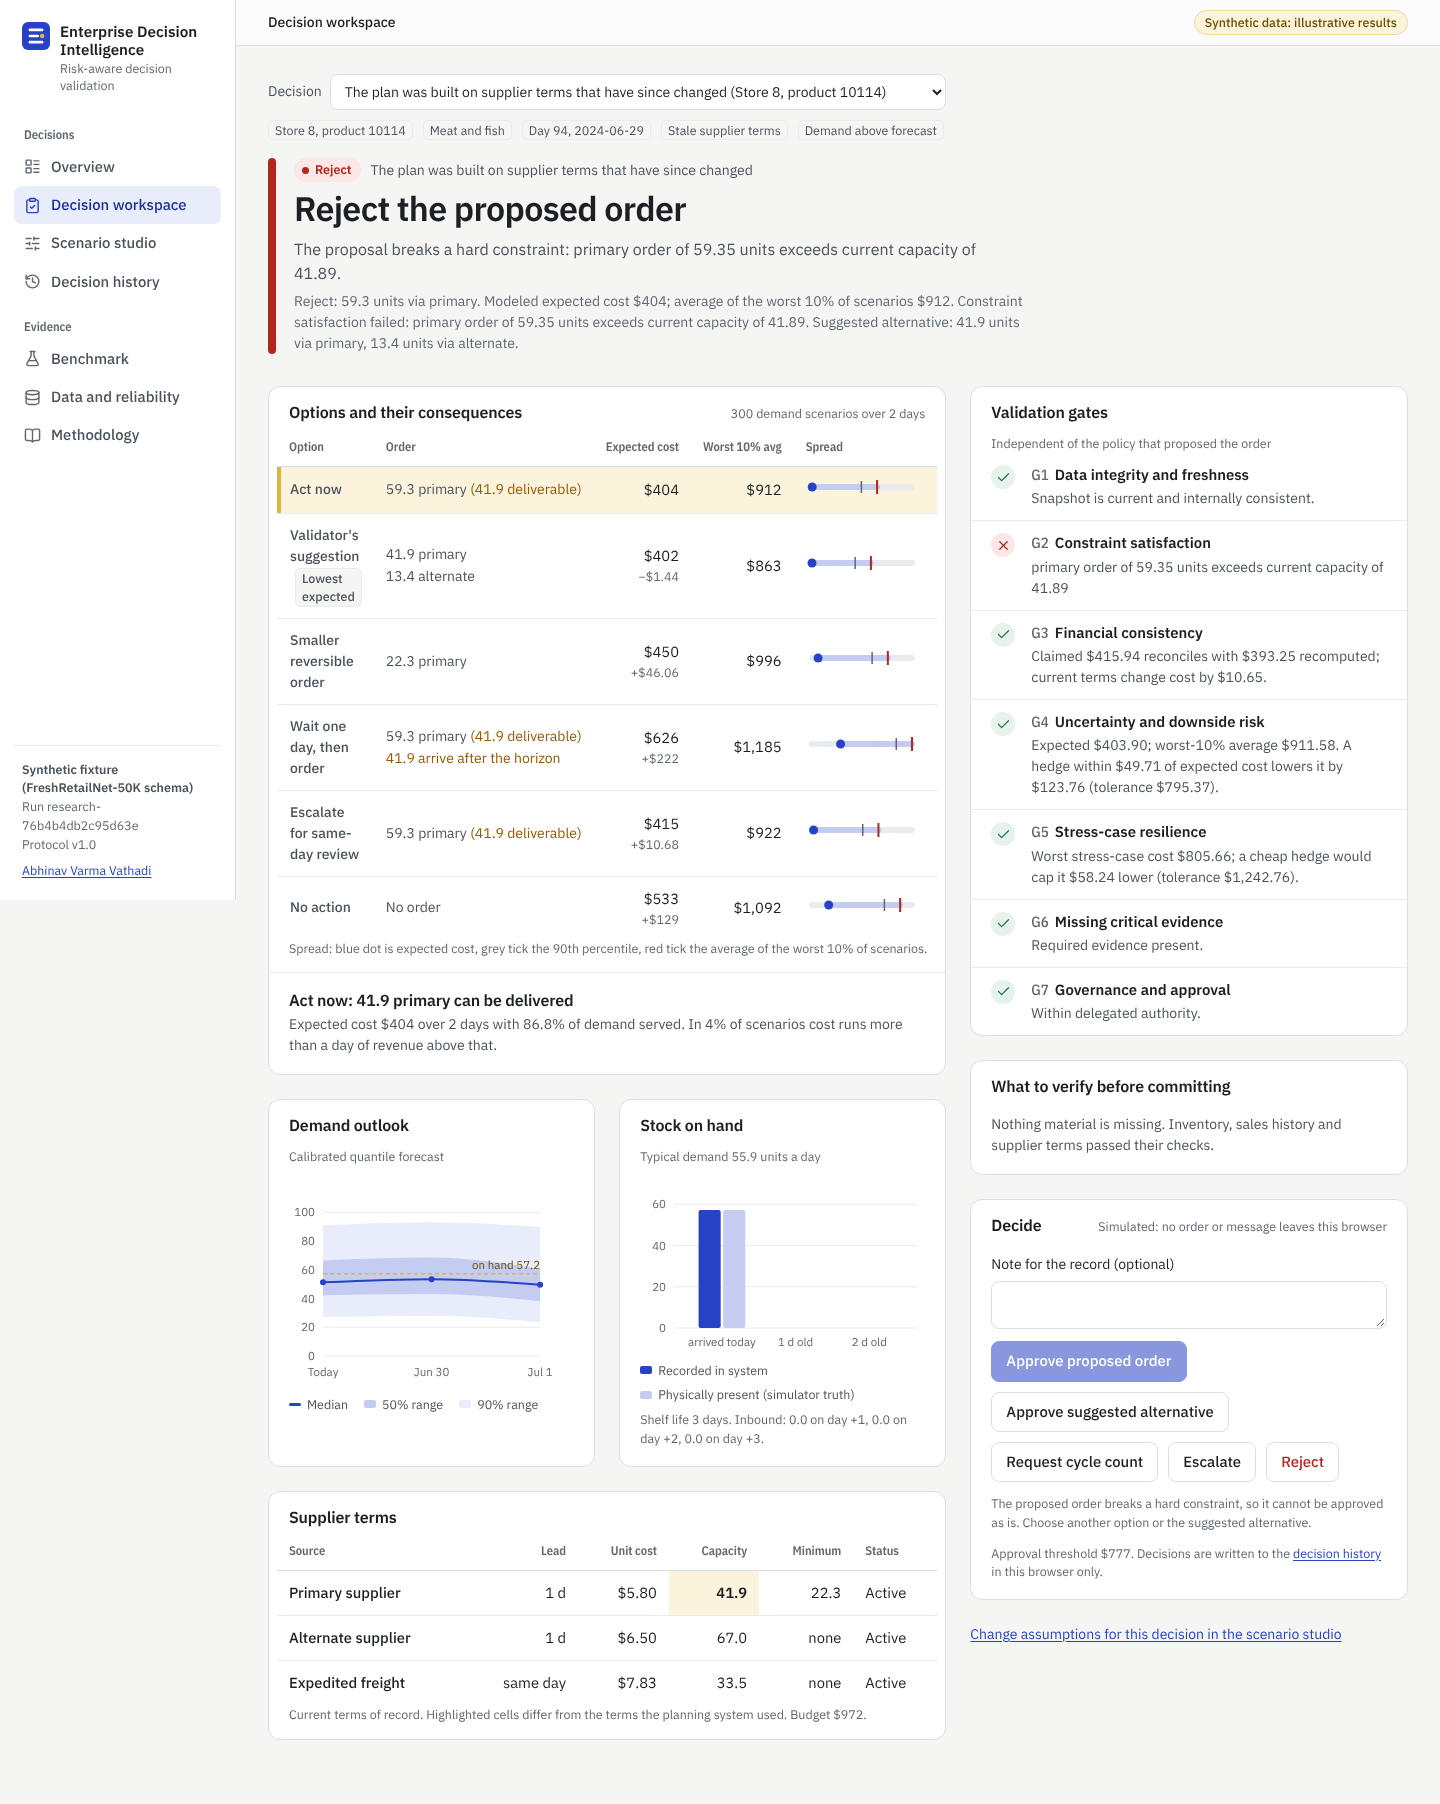 Enterprise Decision
Intelligence
Risk-aware decision
validation
Decisions
Overview
Decision workspace
Scenario studio
Decision history
Evidence
Benchmark
Data and reliability
Methodology
Synthetic fixture
(FreshRetailNet-50K schema)
Run research-
76b4b4db2c95d63e
Protocol v1.0
Abhinav Varma Vathadi
Decision workspace
Synthetic data: illustrative results
Decision
The plan was built on supplier terms that have since changed (Store 8, product 10114)
Store 8, product 10114
Meat and fish
Day 94, 2024-06-29
Stale supplier terms
Demand above forecast
Reject
The plan was built on supplier terms that have since changed
Reject the proposed order
The proposal breaks a hard constraint: primary order of 59.35 units exceeds current capacity of
41.89.
Reject: 59.3 units via primary. Modeled expected cost $404; average of the worst 10% of scenarios $912. Constraint
satisfaction failed: primary order of 59.35 units exceeds current capacity of 41.89. Suggested alternative: 41.9 units
via primary, 13.4 units via alternate.
Options and their consequences
300 demand scenarios over 2 days
Option Order Expected cost Worst 10% avg Spread
Act now 59.3 primary (41.9 deliverable) $404 $912
Validator's
suggestion
Lowest
expected
41.9 primary
13.4 alternate
$402
−$1.44
$863
Smaller
reversible
order
22.3 primary
$450
+$46.06
$996
Wait one
day, then
order
59.3 primary (41.9 deliverable)
41.9 arrive after the horizon
$626
+$222
$1,185
Escalate
for same-
day review
59.3 primary (41.9 deliverable)
$415
+$10.68
$922
No action
No order
$533
+$129
$1,092
Spread: blue dot is expected cost, grey tick the 90th percentile, red tick the average of the worst 10% of scenarios.
Act now: 41.9 primary can be delivered
Expected cost $404 over 2 days with 86.8% of demand served. In 4% of scenarios cost runs more
than a day of revenue above that.
Demand outlook
Calibrated quantile forecast
100
80
60
40
20
0
on hand 57.2
Today Jun 30 Jul 1
Median 50% range 90% range
Stock on hand
Typical demand 55.9 units a day
60
40
20
0
arrived today 1 d old 2 d old
Recorded in system
Physically present (simulator truth)
Shelf life 3 days. Inbound: 0.0 on day +1, 0.0 on
day +2, 0.0 on day +3.
Supplier terms
Source Lead Unit cost Capacity Minimum Status
Primary supplier 1 d $5.80 41.9 22.3 Active
Alternate supplier 1 d $6.50 67.0 none Active
Expedited freight same day $7.83 33.5 none Active
Current terms of record. Highlighted cells differ from the terms the planning system used. Budget $972.
Validation gates
Independent of the policy that proposed the order
G1 Data integrity and freshness
Snapshot is current and internally consistent.
G2 Constraint satisfaction
primary order of 59.35 units exceeds current capacity of
41.89
G3 Financial consistency
Claimed $415.94 reconciles with $393.25 recomputed;
current terms change cost by $10.65.
G4 Uncertainty and downside risk
Expected $403.90; worst-10% average $911.58. A
hedge within $49.71 of expected cost lowers it by
$123.76 (tolerance $795.37).
G5 Stress-case resilience
Worst stress-case cost $805.66; a cheap hedge would
cap it $58.24 lower (tolerance $1,242.76).
G6 Missing critical evidence
Required evidence present.
G7 Governance and approval
Within delegated authority.
What to verify before committing
Nothing material is missing. Inventory, sales history and
supplier terms passed their checks.
Decide
Simulated: no order or message leaves this browser
Note for the record (optional)
Approve proposed order
Approve suggested alternative
Request cycle count
Escalate
Reject
The proposed order breaks a hard constraint, so it cannot be approved
as is. Choose another option or the suggested alternative.
Approval threshold $777. Decisions are written to the decision history
in this browser only.
Change assumptions for this decision in the scenario studio